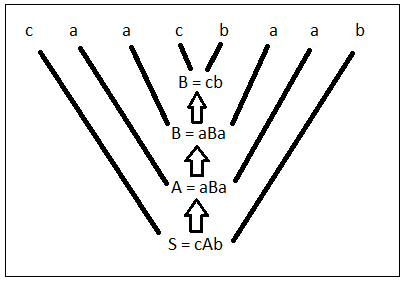 c a a c b a a b
B = cb
B = aBa
A = aBa
S = cAb